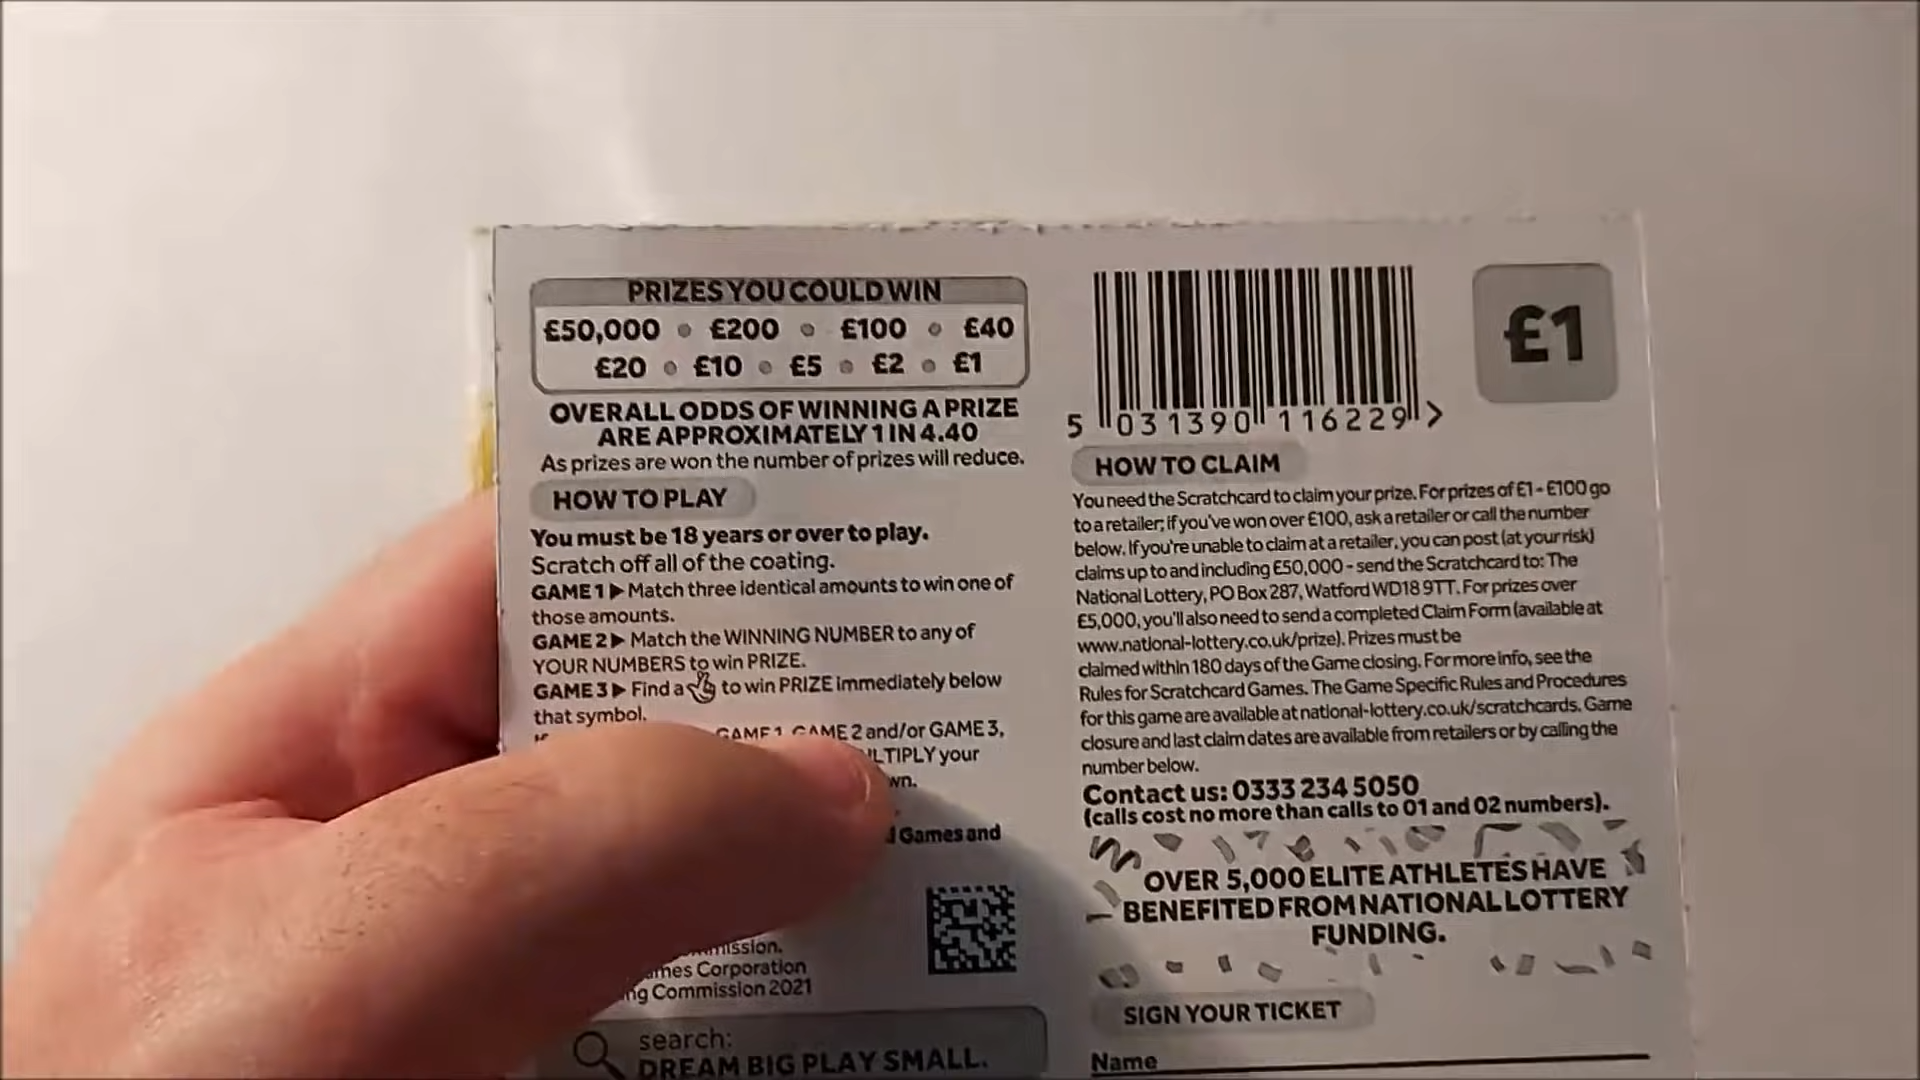 PRIZES YOU COULD WIN
£50,000 • £200 • £100 • £40
£20 • £10 • £5 • £2 • £1
OVERALL ODDS OF WINNING A PRIZE
ARE APPROXIMATELY 1 IN 4.40
As prizes are won the number of prizes will reduce.
HOW TO PLAY
You must be 18 years or over to play.
Scratch off all of the coating.
GAME 1 ▶ Match three identical amounts to win one of
those amounts.
GAME 2 ▶ Match the WINNING NUMBER to any of
YOUR NUMBERS to win PRIZE.
GAME 3 ▶ Find a to win PRIZE immediately below
that symbol.
GAME 1, GAME 2 and/or GAME 3,
your
Games and
Corporation
Commission 2021
search:
DREAM BIG PLAY SMALL.
£1
5 031390 116229 >
HOW TO CLAIM
You need the Scratchcard to claim your prize. For prizes of £1 - £100 go
to a retailer; if you've won over £100, ask a retailer or call the number
below. If you're unable to claim at a retailer, you can post (at your risk)
claims up to and including £50,000 - send the Scratchcard to: The
National Lottery, PO Box 287, Watford WD18 9TT. For prizes over
£5,000, you'll also need to send a completed Claim Form (available at
www.national-lottery.co.uk/prize). Prizes must be
claimed within 180 days of the Game closing. For more info, see the
Rules for Scratchcard Games. The Game Specific Rules and Procedures
for this game are available at national-lottery.co.uk/scratchcards. Game
closure and last claim dates are available from retailers or by calling the
number below.
Contact us: 0333 234 5050
(calls cost no more than calls to 01 and 02 numbers).
OVER 5,000 ELITE ATHLETES HAVE
BENEFITED FROM NATIONAL LOTTERY
FUNDING.
SIGN YOUR TICKET
Name